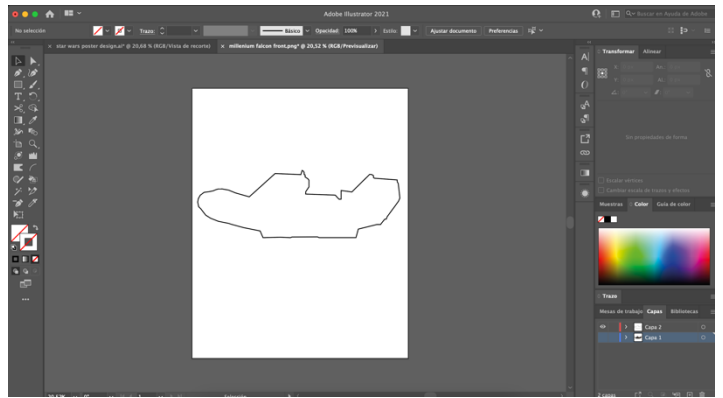 Adobe Illustrator 2021
Buscar en Ayuda de Adobe
No selección
Trazo:
Básico
Opacidad: 100%
Estilo:
Ajustar documento
Preferencias
× star wars poster design.ai* @ 20,68 % (RGB/Vista de recorte)
× millenium falcon front.png* @ 20,52 % (RGB/Previsualizar)
Transformar Alinear
Sin propiedades de forma
Escalar vértices
Cambiar escala de trazos y efectos
Muestras Color Guía de color
Trazo
Mesas de trabajo Capas Bibliotecas
Capa 2
Capa 1
2 capas
Selección